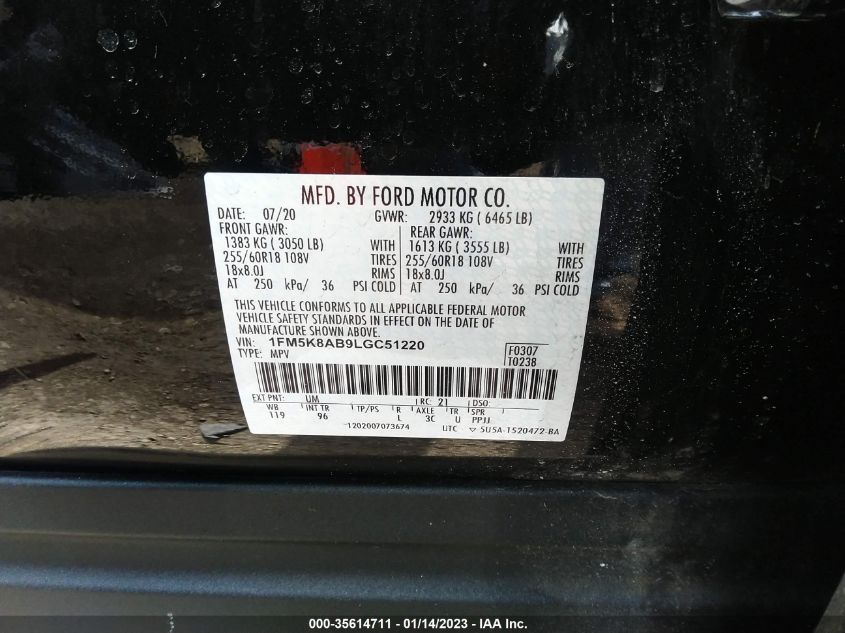 MFD. BY FORD MOTOR CO.
DATE: 07/20 GVWR: 2933 KG ( 6465 LB)
FRONT GAWR: REAR GAWR:
1383 KG ( 3050 LB) WITH 1613 KG ( 3555 LB) WITH
255/60R18 108V TIRES 255/60R18 108V TIRES
18x8.0J RIMS 18x8.0J RIMS
AT 250 kPa/ 36 PSI COLD AT 250 kPa/ 36 PSI COLD
THIS VEHICLE CONFORMS TO ALL APPLICABLE FEDERAL MOTOR
VEHICLE SAFETY STANDARDS IN EFFECT ON THE DATE OF
MANUFACTURE SHOWN ABOVE.
VIN: 1FM5K8AB9LGC51220 F0307
TYPE: MPV T0238
EXT PNT: UM RC: 21 DSO:
WB INT TR TP/PS R AXLE TR SPR
119 96 L 3C U PPJJ
1202007073674 UTC ▽ 5U5A-1520472-BA
000-35614711 - 01/14/2023 - IAA Inc.